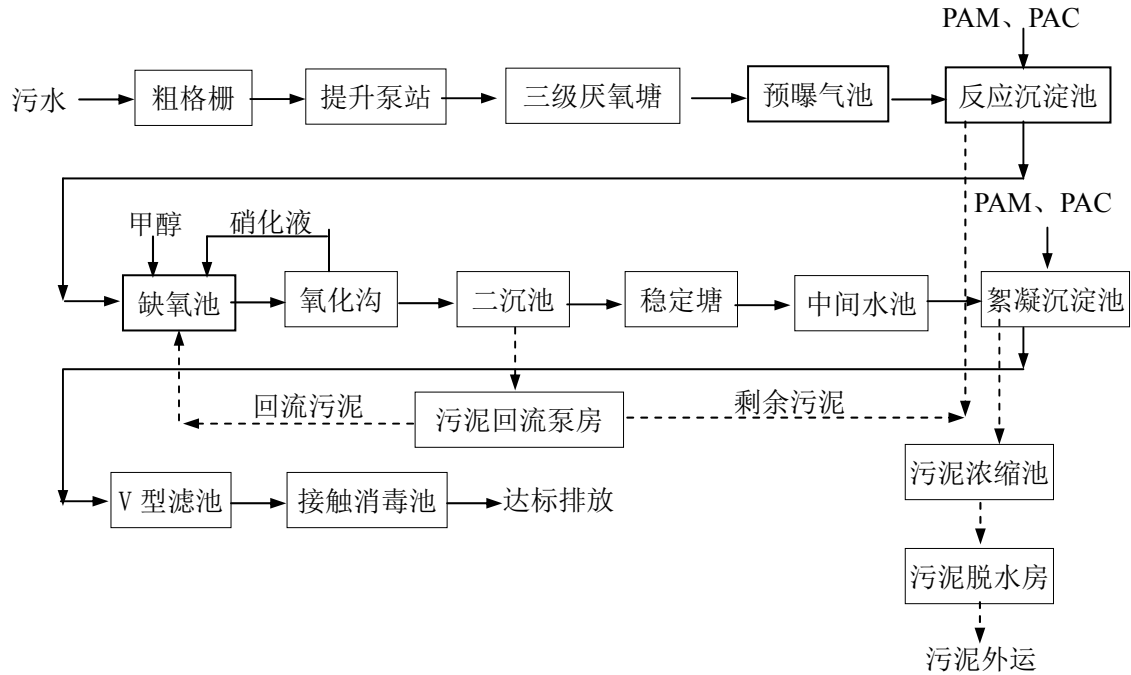 PAM、PAC
污水
粗格栅
提升泵站
三级厌氧塘
预曝气池
反应沉淀池
甲醇
硝化液
PAM、PAC
缺氧池
氧化沟
二沉池
稳定塘
中间水池
絮凝沉淀池
回流污泥
污泥回流泵房
剩余污泥
V 型滤池
接触消毒池
达标排放
污泥浓缩池
污泥脱水房
污泥外运